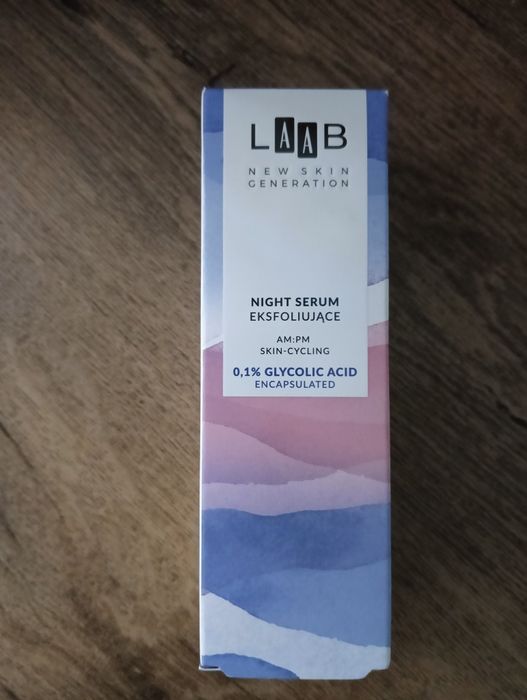 LAAB
NEW SKIN
GENERATION
NIGHT SERUM
EKSFOLIUJĄCE
AM:PM
SKIN-CYCLING
0,1% GLYCOLIC ACID
ENCAPSULATED